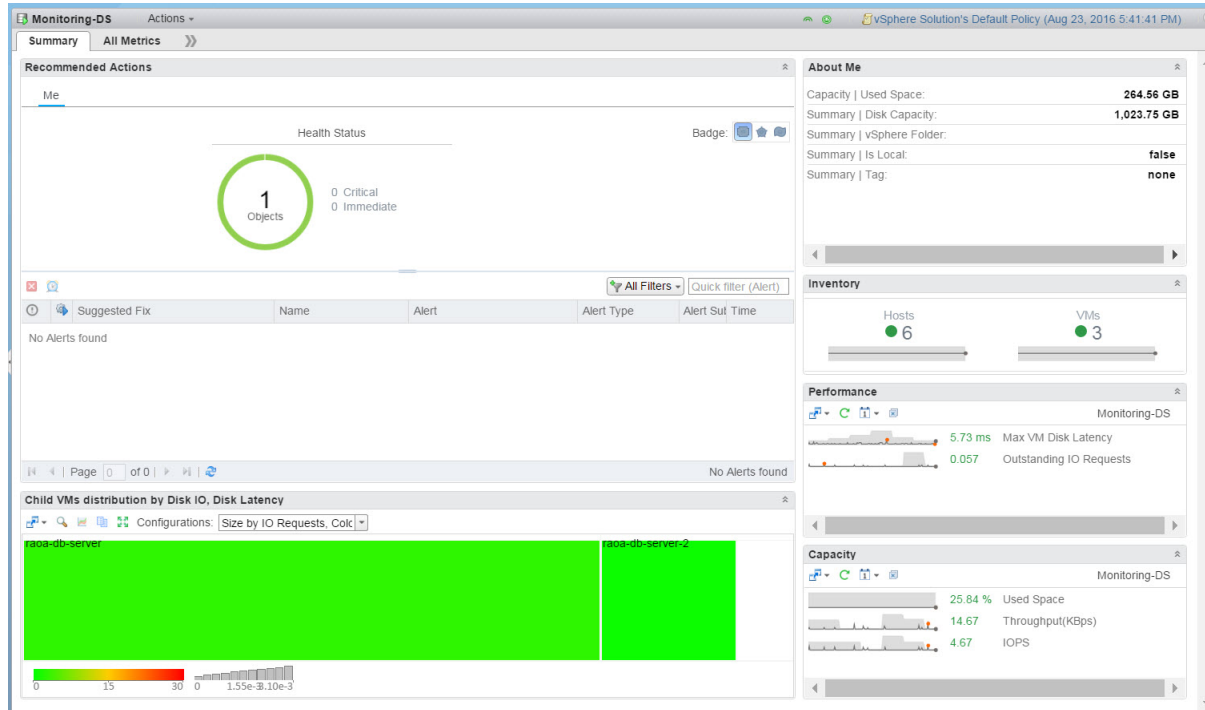 Monitoring-DS Actions
vSphere Solution's Default Policy (Aug 23, 2016 5:41:41 PM)
Summary All Metrics
Recommended Actions
Me
Health Status
Badge:
1
Objects
0 Critical
0 Immediate
All Filters Quick filter (Alert)
Suggested Fix Name Alert Alert Type Alert Sub Time
No Alerts found
Page 0 of 0
No Alerts found
Child VMs distribution by Disk IO, Disk Latency
Configurations: Size by IO Requests, Colo
raoa-db-server raoa-db-server-2
0 15 30 0 1.55e-3 3.10e-3
About Me
Capacity | Used Space: 264.56 GB
Summary | Disk Capacity: 1,023.75 GB
Summary | vSphere Folder:
Summary | Is Local: false
Summary | Tag: none
Inventory
Hosts VMs
6 3
Performance
Monitoring-DS
5.73 ms Max VM Disk Latency
0.057 Outstanding IO Requests
Capacity
Monitoring-DS
25.84 % Used Space
14.67 Throughput(KBps)
4.67 IOPS